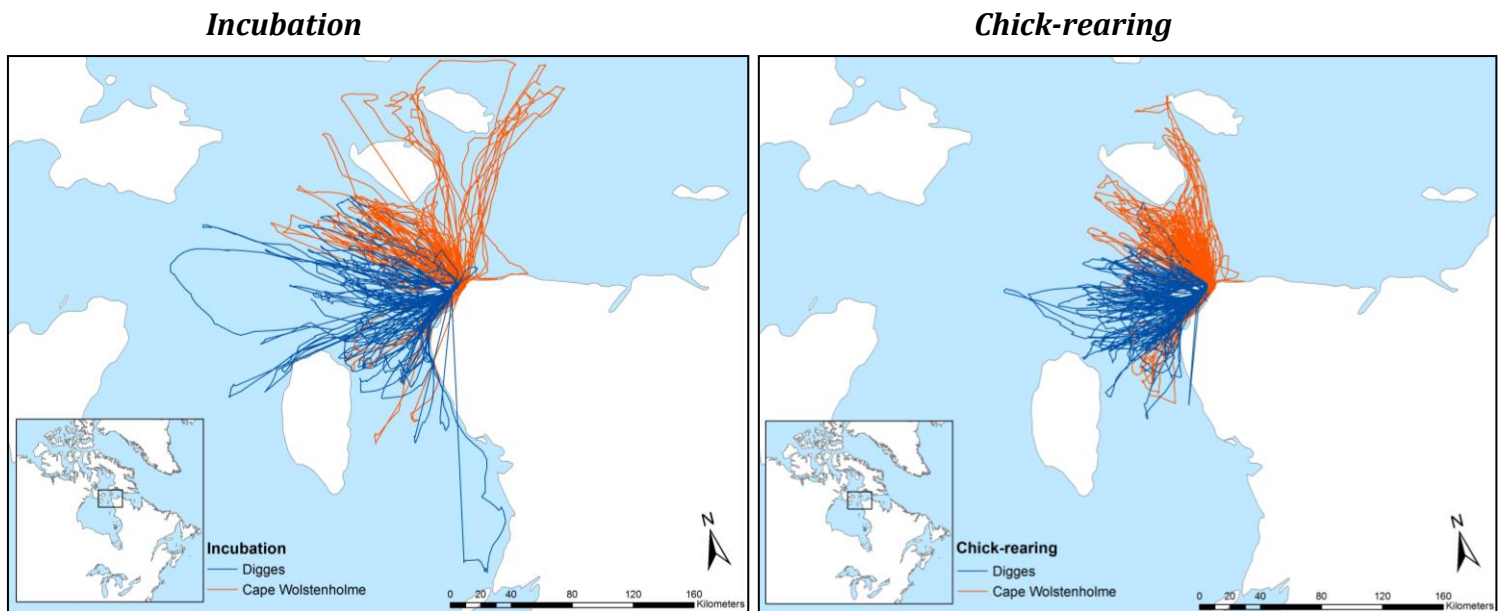 Incubation
Chick-rearing
N
Incubation
Digges
Cape Wolstenholme
0 20 40 80 120 160
Kilometers
N
Chick-rearing
Digges
Cape Wolstenholme
0 20 40 80 120 160
Kilometers